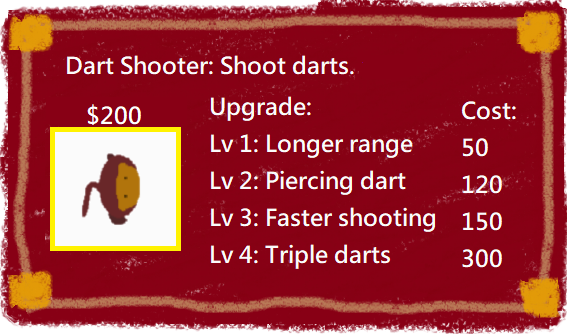 Dart Shooter: Shoot darts.
$200
Upgrade: Cost:
Lv 1: Longer range 50
Lv 2: Piercing dart 120
Lv 3: Faster shooting 150
Lv 4: Triple darts 300